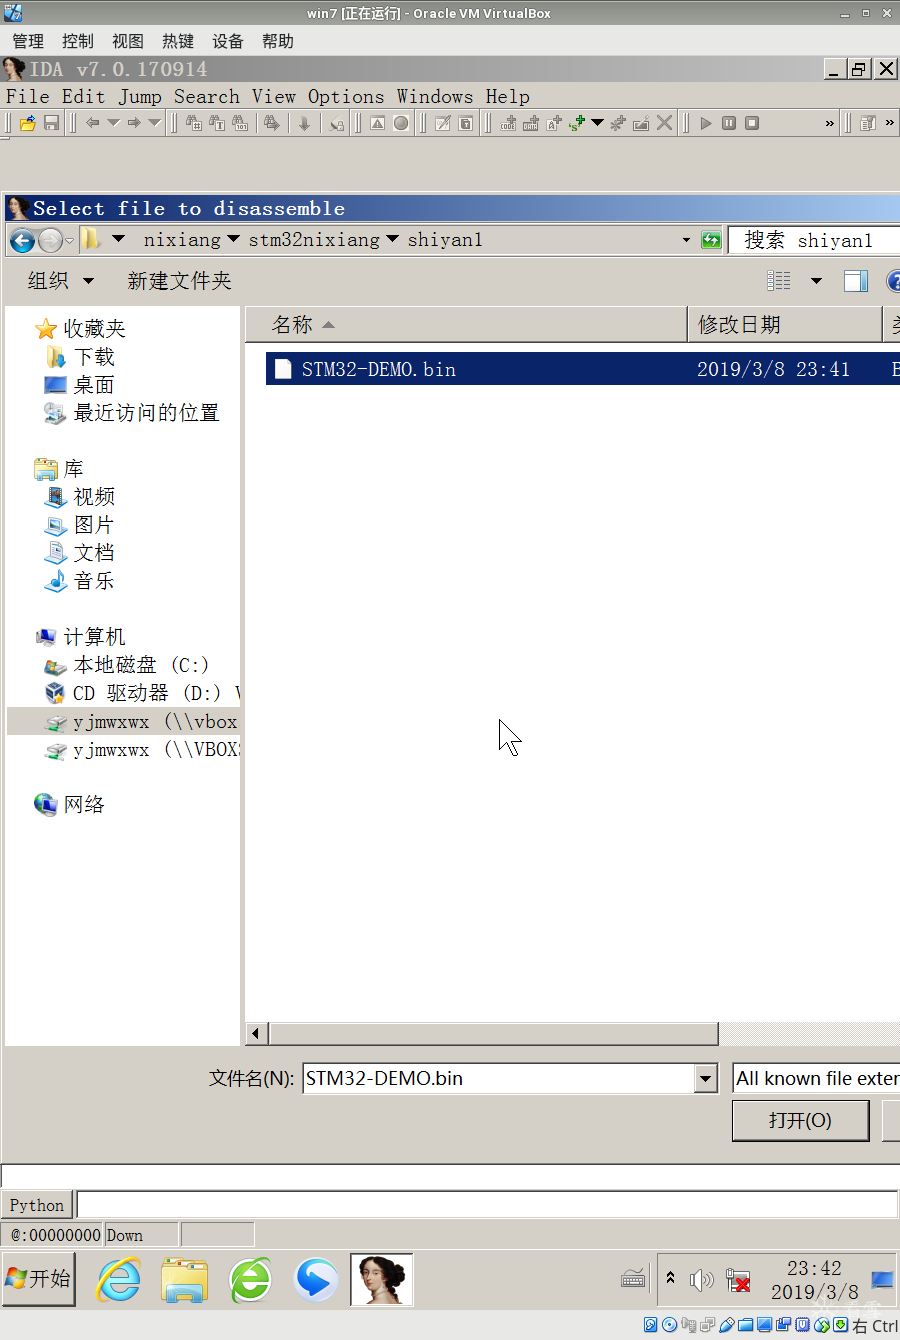 win7 [正在运行] - Oracle VM VirtualBox
管理 控制 视图 热键 设备 帮助
IDA v7.0.170914
File Edit Jump Search View Options Windows Help
Select file to disassemble
nixiang stm32nixiang shiyan1 搜索 shiyan1
组织 新建文件夹
收藏夹
下载
桌面
最近访问的位置
库
视频
图片
文档
音乐
计算机
本地磁盘 (C:)
CD 驱动器 (D:) V
yjmwxwx (\\vbox
yjmwxwx (\\VBOXS
网络
名称 修改日期
STM32-DEMO.bin 2019/3/8 23:41
文件名(N): STM32-DEMO.bin All known file exten
打开(O)
Python
@:00000000 Down
开始
23:42
2019/3/8
看雪
右 Ctrl